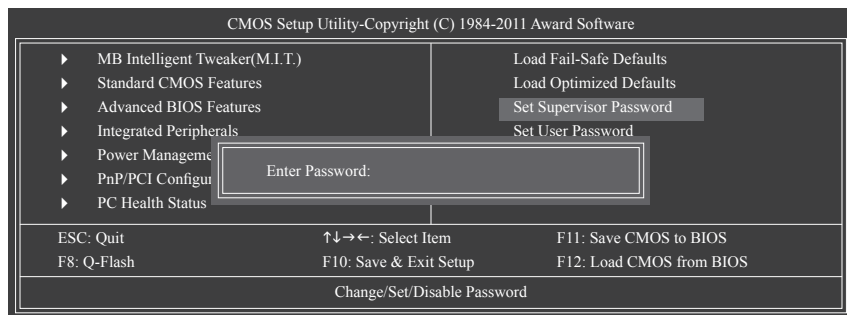 CMOS Setup Utility-Copyright (C) 1984-2011 Award Software
MB Intelligent Tweaker(M.I.T.)
Standard CMOS Features
Advanced BIOS Features
Integrated Peripherals
Power Manageme
PnP/PCI Configur
PC Health Status
Load Fail-Safe Defaults
Load Optimized Defaults
Set Supervisor Password
Set User Password
Enter Password:
ESC: Quit ↑↓→←: Select Item F11: Save CMOS to BIOS
F8: Q-Flash F10: Save & Exit Setup F12: Load CMOS from BIOS
Change/Set/Disable Password